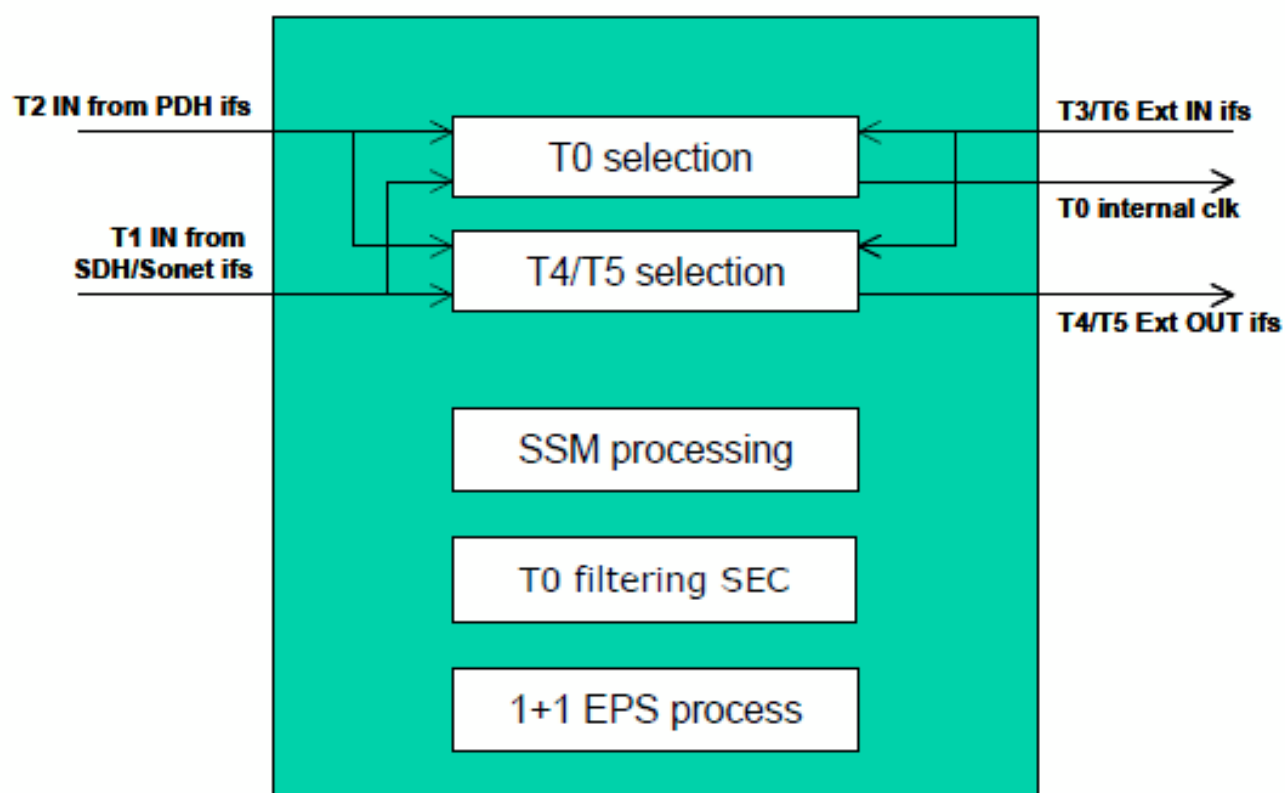 T2 IN from PDH ifs
T3/T6 Ext IN ifs
T0 selection
T0 internal clk
T1 IN from
SDH/Sonet ifs
T4/T5 selection
T4/T5 Ext OUT ifs
SSM processing
T0 filtering SEC
1+1 EPS process